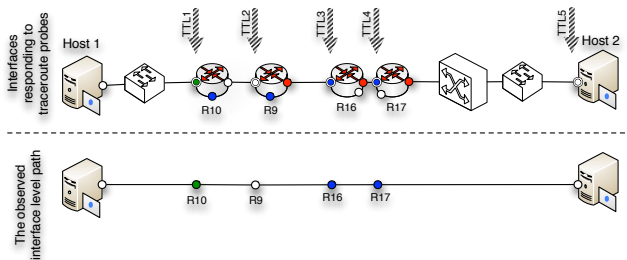 Interfaces
responding to
traceroute probes
Host 1
TTL1
TTL2
TTL3
TTL4
TTL5
Host 2
R10
R9
R16
R17
The observed
interface level path
R10
R9
R16
R17